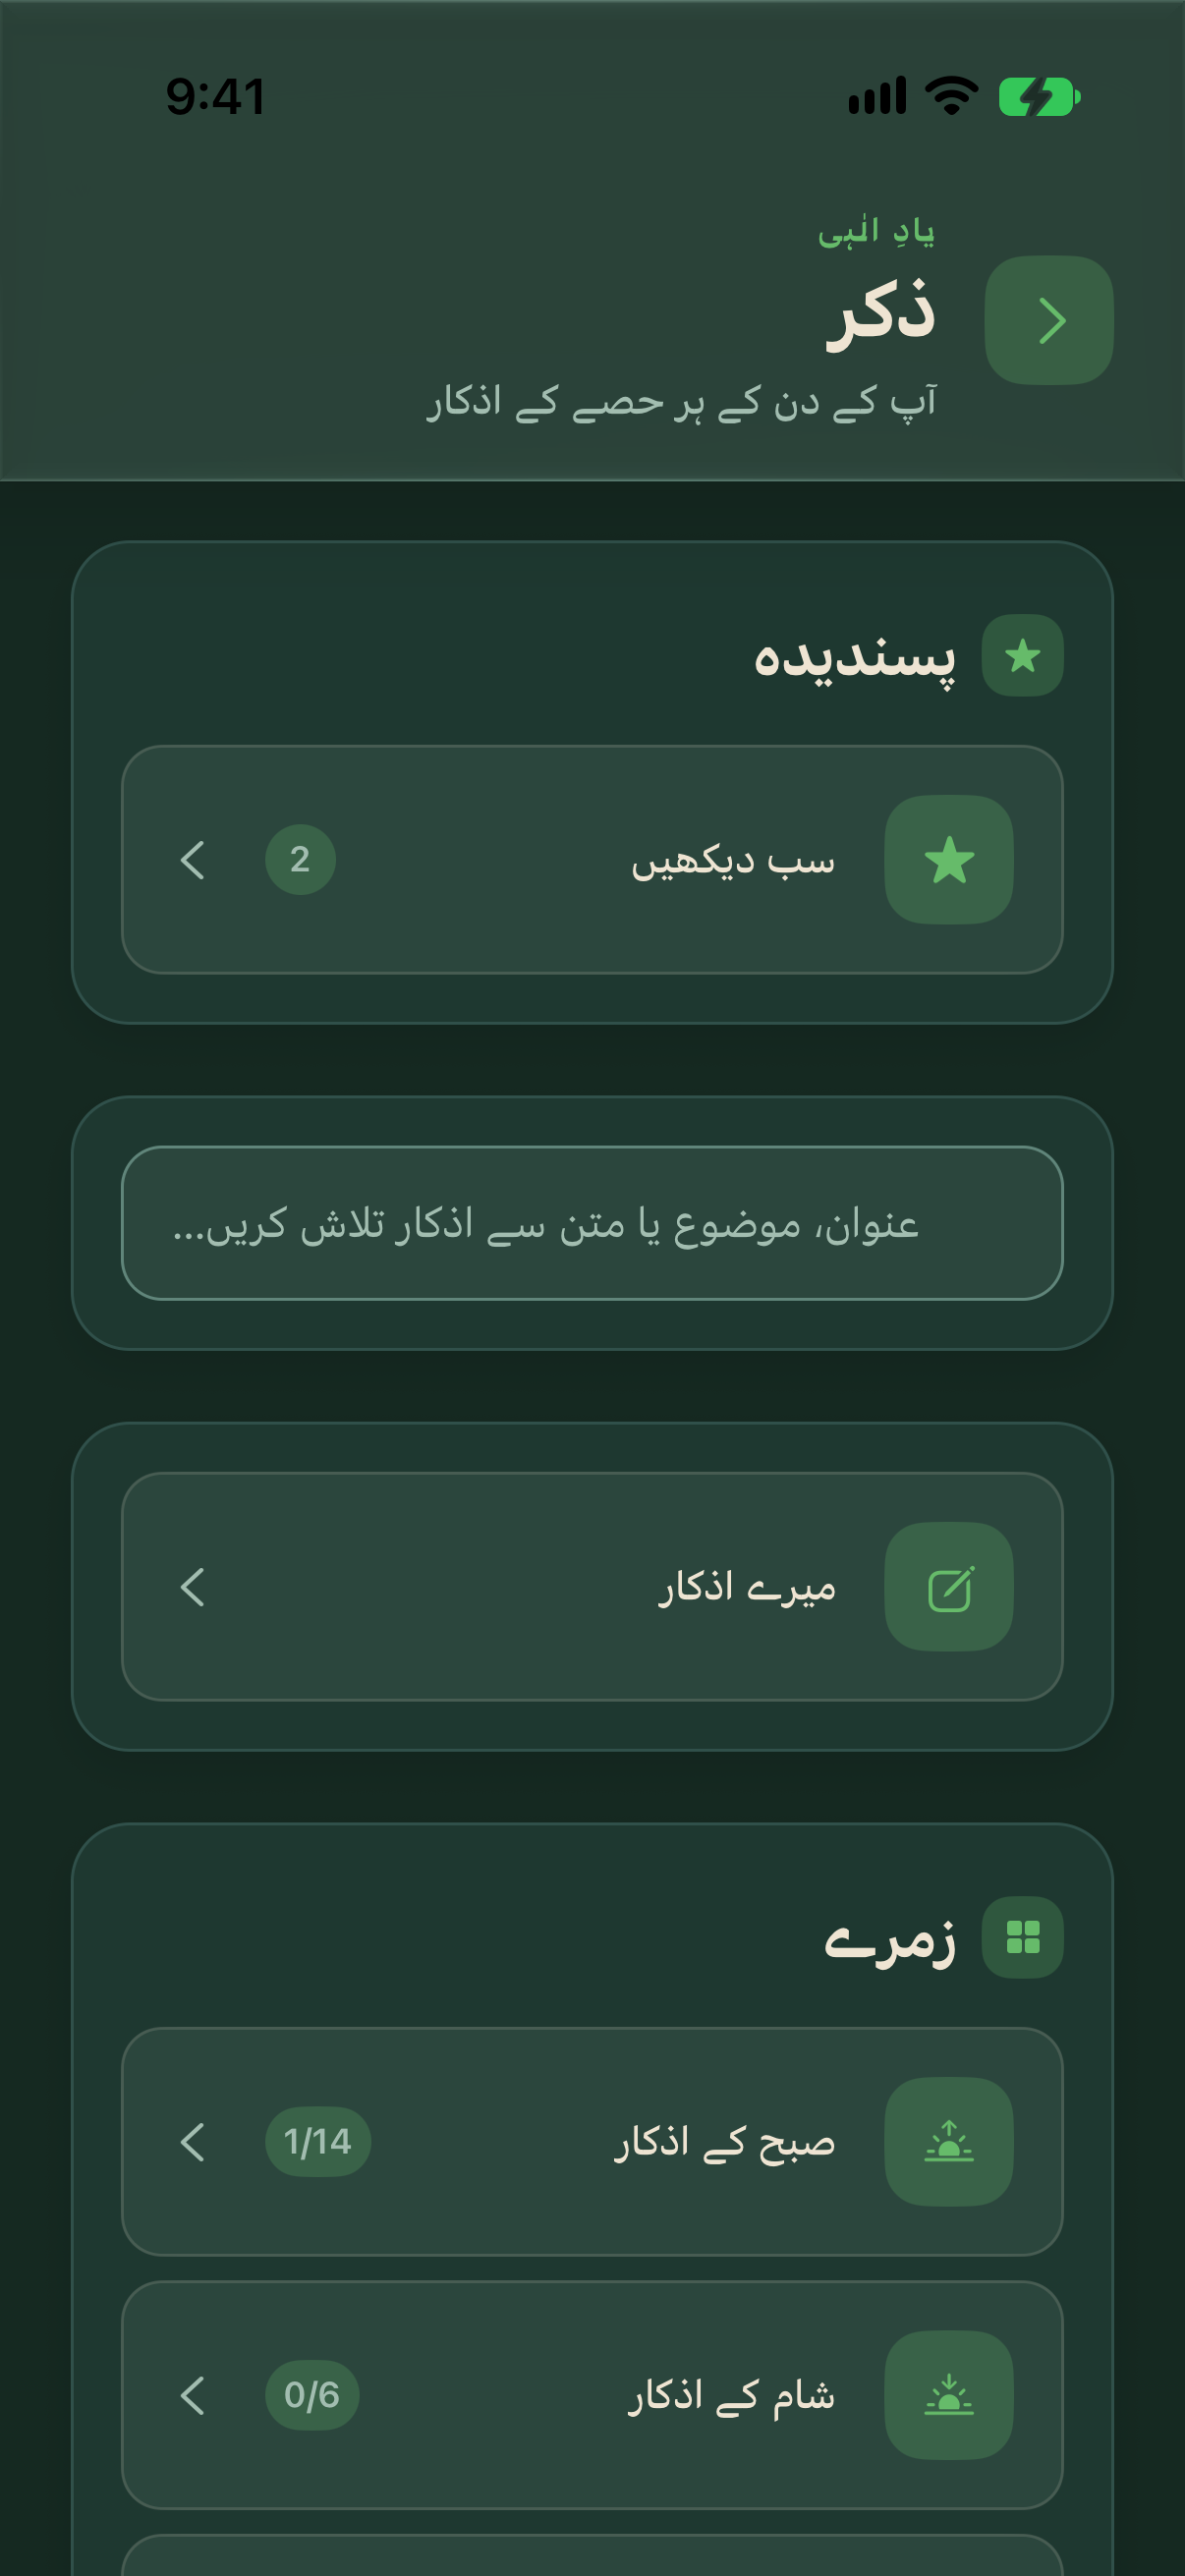 9:41
یادِ الٰہی
ذکر
آپ کے دن کے ہر حصے کے اذکار
پسندیدہ
سب دیکھیں
2
عنوان، موضوع یا متن سے اذکار تلاش کریں...
میرے اذکار
زمرے
صبح کے اذکار
1/14
شام کے اذکار
0/6